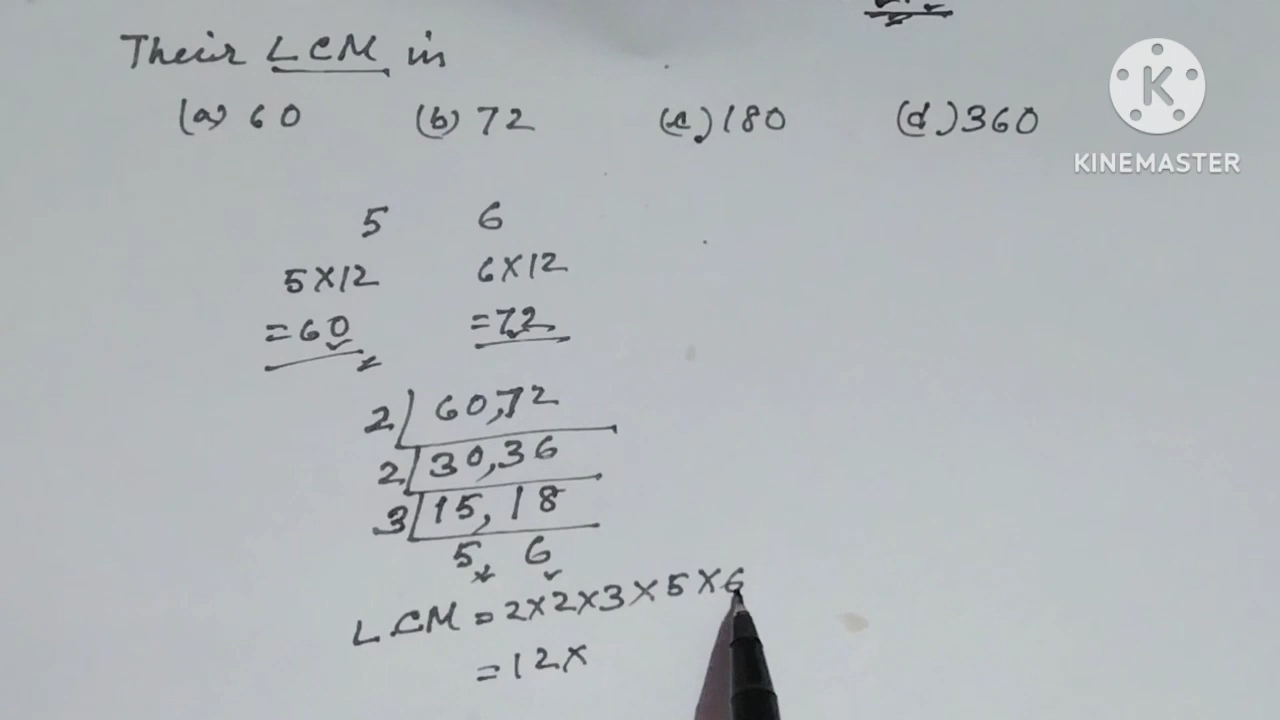 Their LCM in
(a) 60 (b) 72 (c) 180 (d) 360
KINEMASTER
5 6
5×12 6×12
=60 =72
2 60,72
2 30,36
3 15,18
5 6
LCM = 2×2×3×5×6
=12×